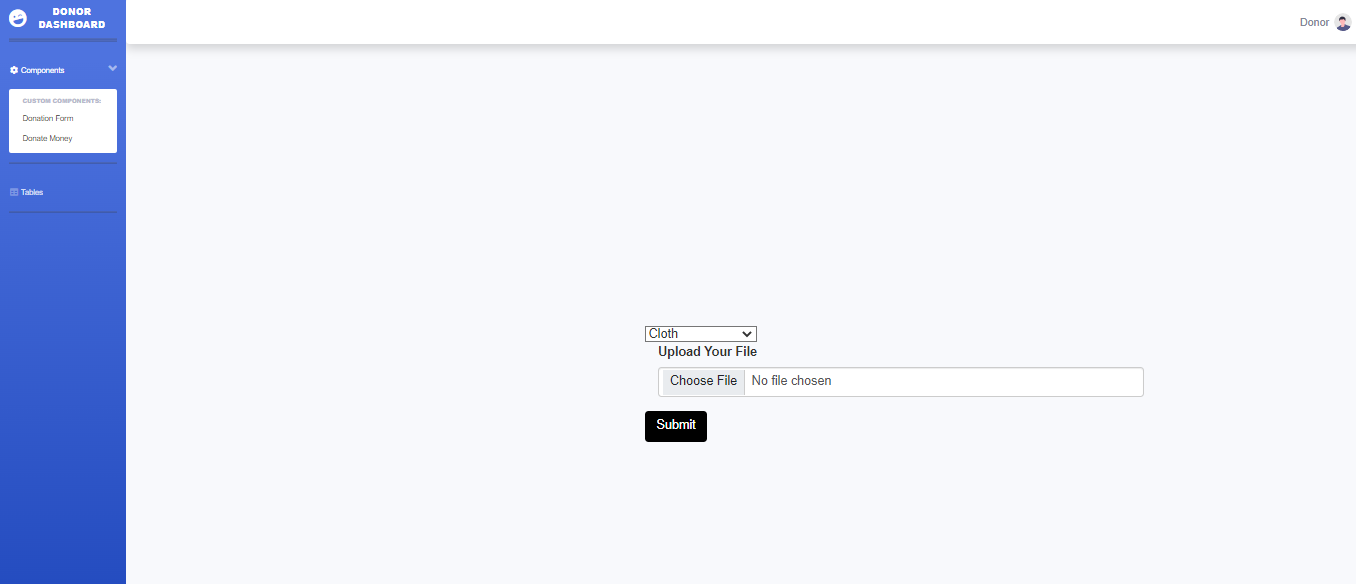 DONOR
DASHBOARD
Donor
Components
CUSTOM COMPONENTS:
Donation Form
Donate Money
Tables
Cloth
Upload Your File
Choose File No file chosen
Submit